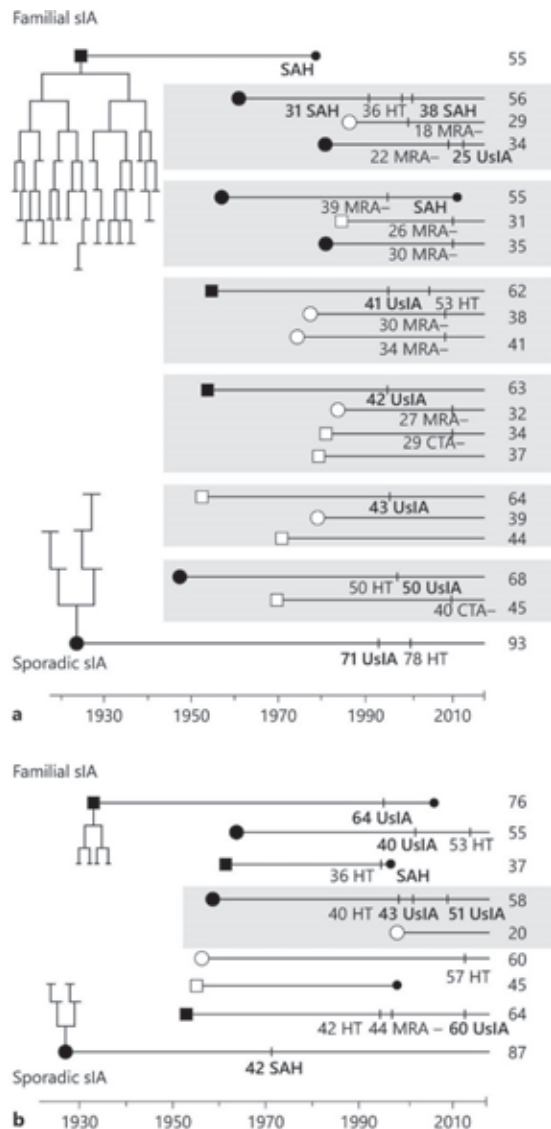 Familial sIA
55
SAH
56
31 SAH 36 HT 38 SAH
29
18 MRA–
34
22 MRA– 25 UsIA
55
39 MRA– SAH
31
26 MRA–
35
30 MRA–
62
41 UsIA 53 HT
38
30 MRA–
41
34 MRA–
63
42 UsIA
32
27 MRA–
34
29 CTA–
37
64
43 UsIA
39
44
68
50 HT 50 UsIA
45
40 CTA–
93
Sporadic sIA
71 UsIA 78 HT
a 1930 1950 1970 1990 2010
Familial sIA
76
64 UsIA
55
40 UsIA 53 HT
37
36 HT SAH
58
40 HT 43 UsIA 51 UsIA
20
60
57 HT
45
64
42 HT 44 MRA – 60 UsIA
87
42 SAH
Sporadic sIA
b 1930 1950 1970 1990 2010